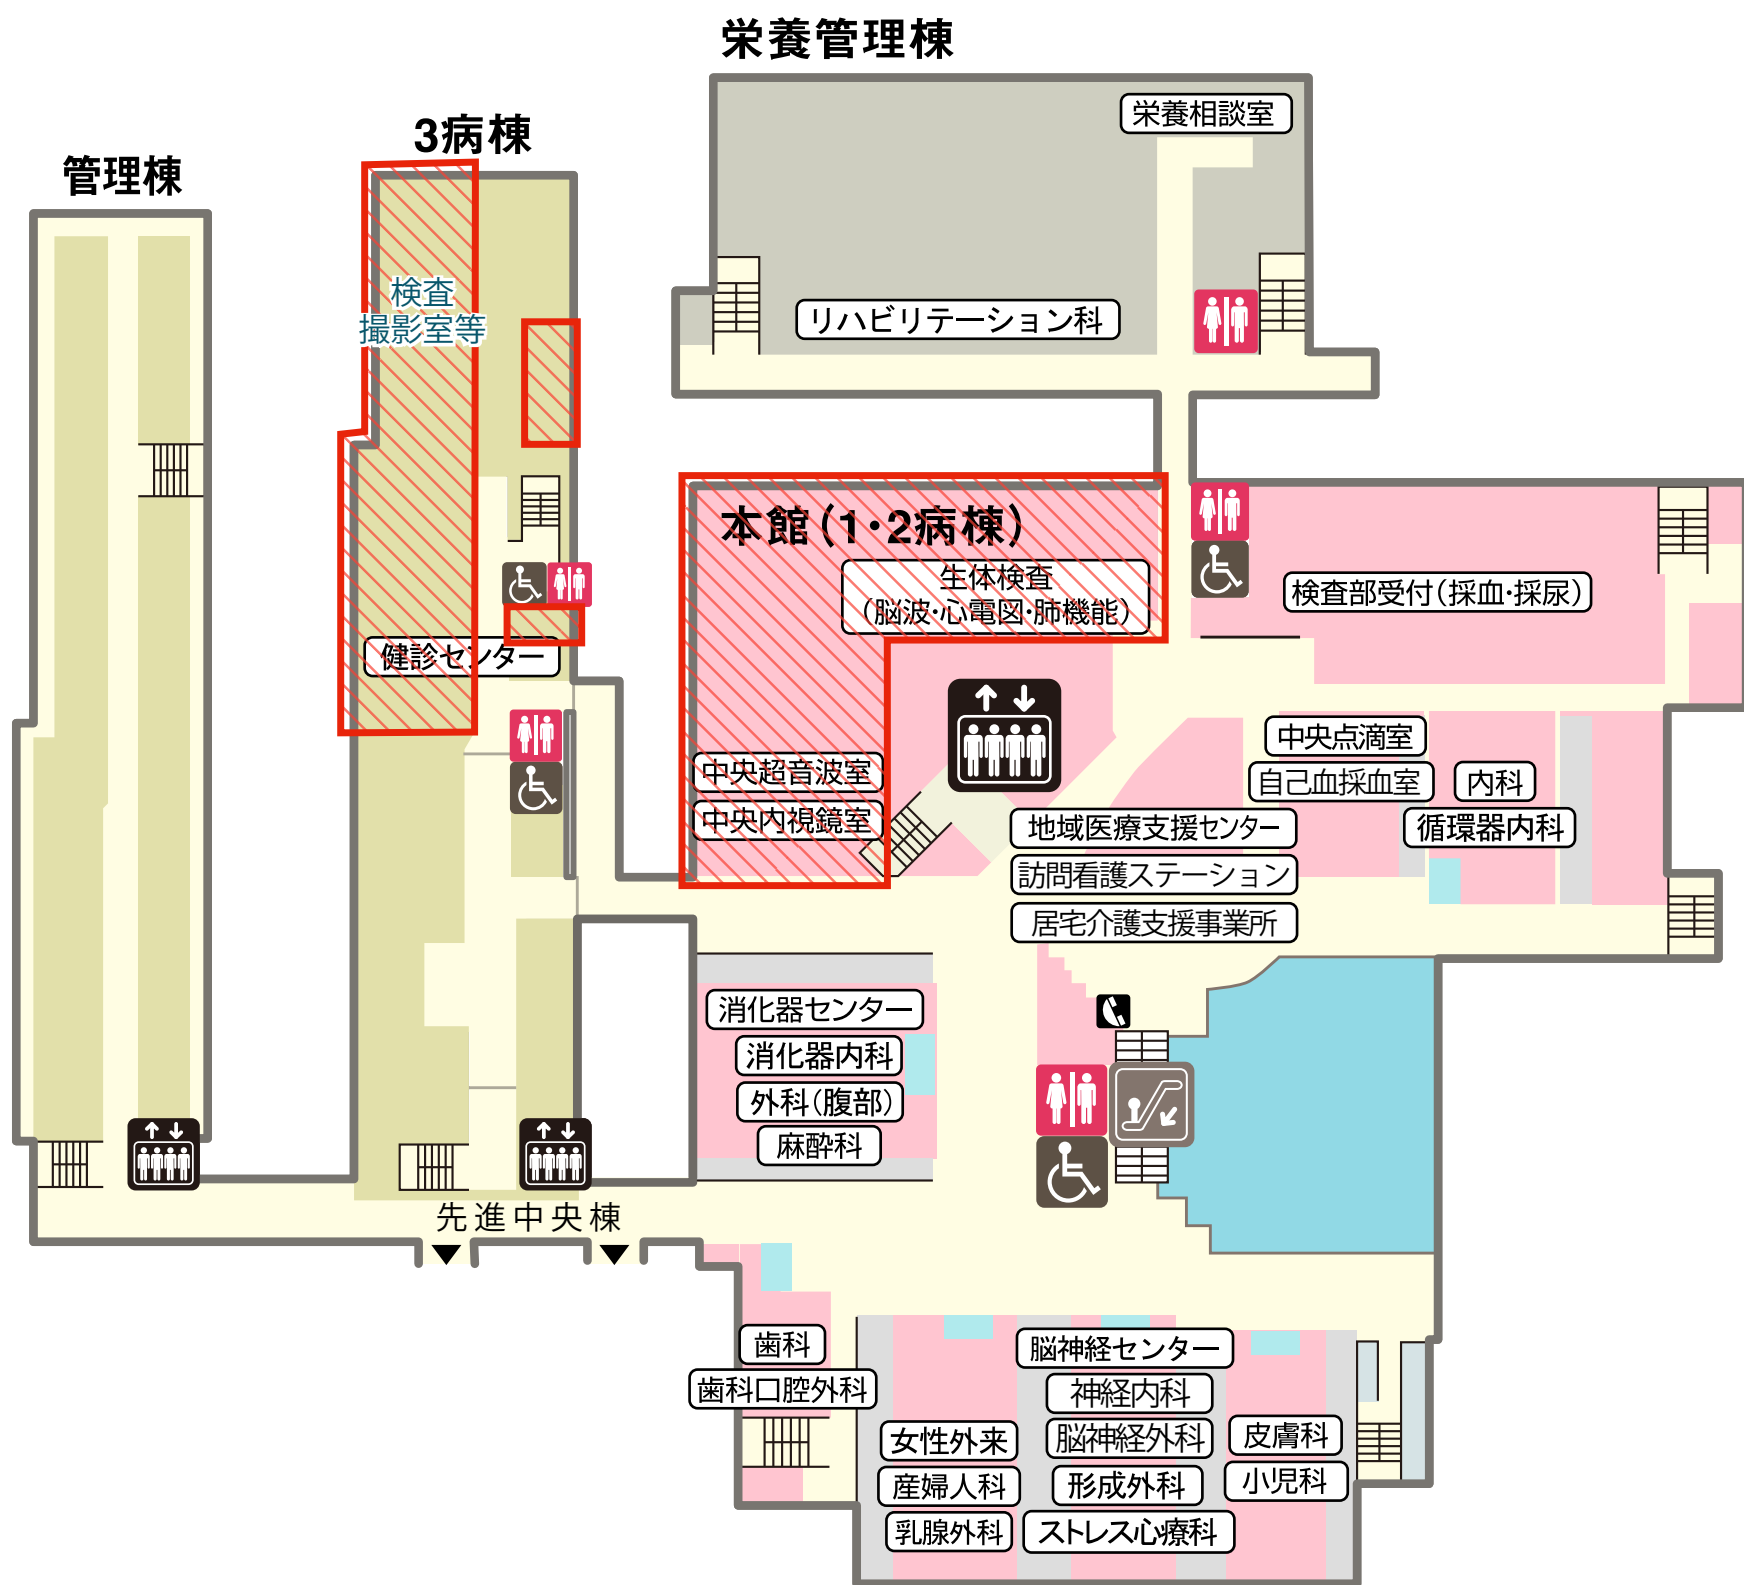 栄養管理棟
栄養相談室
3病棟
管理棟
検査
撮影室等
リハビリテーション科
本館(1・2病棟)
生体検査
(脳波・心電図・肺機能)
検査部受付(採血・採尿)
健診センター
中央点滴室
自己血採血室
内科
循環器内科
中央超音波室
中央内視鏡室
地域医療支援センター
訪問看護ステーション
居宅介護支援事業所
消化器センター
消化器内科
外科(腹部)
麻酔科
先進中央棟
歯科
歯科口腔外科
脳神経センター
神経内科
脳神経外科
形成外科
ストレス心療科
女性外来
産婦人科
乳腺外科
皮膚科
小児科